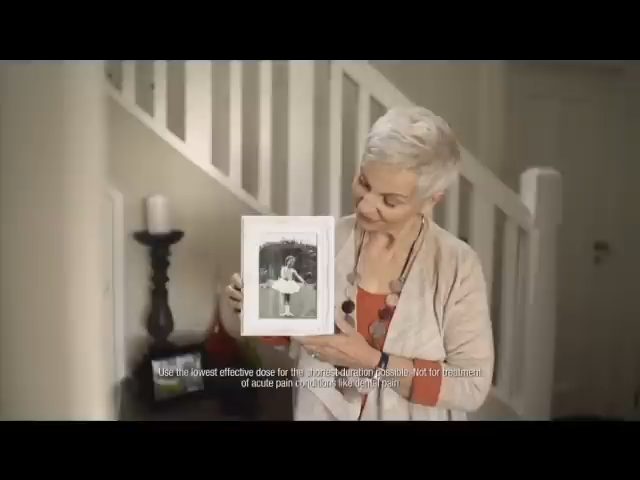 Use the lowest effective dose for the shortest duration possible. Not for treatment
of acute pain conditions like dental pain